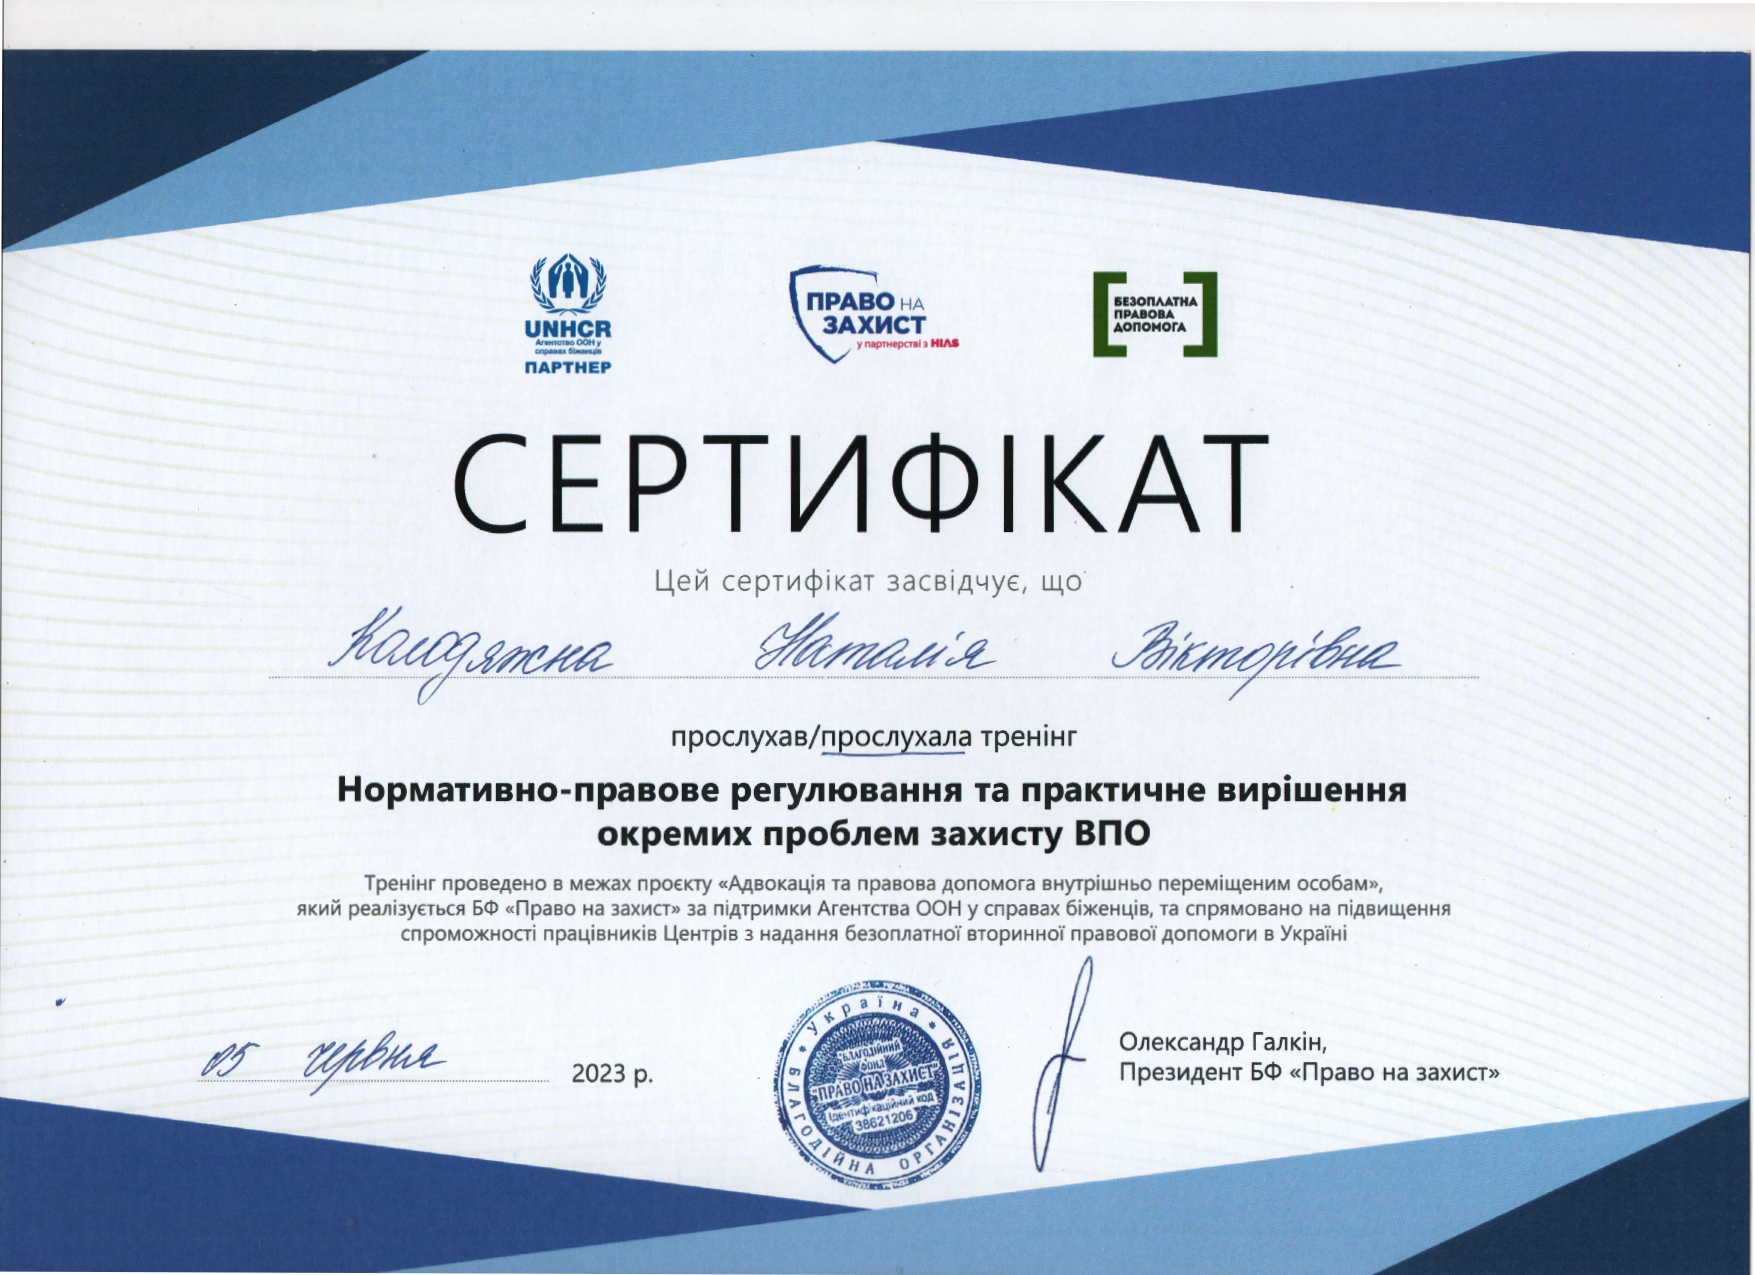 UNHCR
Агентство ООН у
справах біженців
ПАРТНЕР
ПРАВО НА
ЗАХИСТ
у партнерстві з HIAS
БЕЗОПЛАТНА
ПРАВОВА
ДОПОМОГА
СЕРТИФІКАТ
Цей сертифікат засвідчує, що
Колодяжна Наталія Вікторівна
прослухав/прослухала тренінг
Нормативно-правове регулювання та практичне вирішення
окремих проблем захисту ВПО
Тренінг проведено в межах проєкту «Адвокація та правова допомога внутрішньо переміщеним особам»,
який реалізується БФ «Право на захист» за підтримки Агентства ООН у справах біженців, та спрямовано на підвищення
спроможності працівників Центрів з надання безоплатної вторинної правової допомоги в Україні
05 червня 2023 р.
Україна
БЛАГОДІЙНА ОРГАНІЗАЦІЯ
"БЛАГОДІЙНИЙ
ФОНД
"ПРАВО НА ЗАХИСТ"
Ідентифікаційний код
38621206
Олександр Галкін,
Президент БФ «Право на захист»